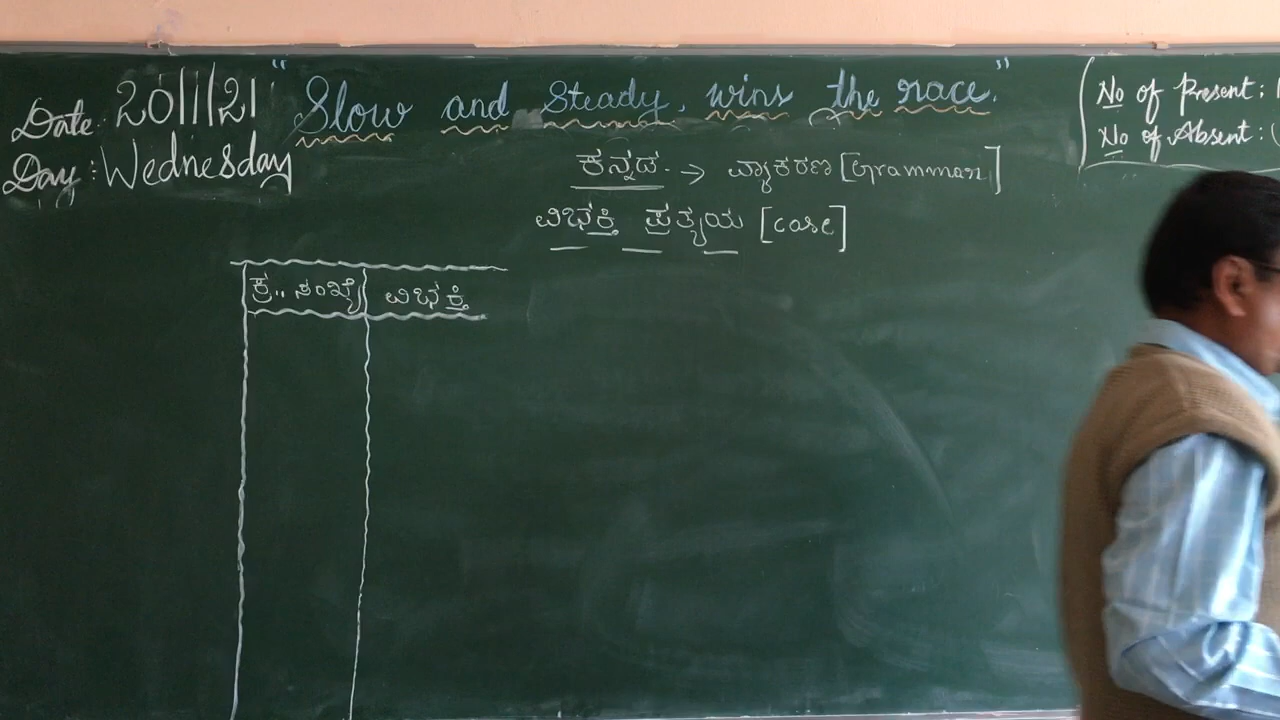 Date: 20/1/21
Day: Wednesday
"Slow and Steady, wins the race."
No of Present:
No of Absent:
ಕನ್ನಡ. → ವ್ಯಾಕರಣ [Grammar]
ವಿಭಕ್ತಿ ಪ್ರತ್ಯಯ [case]
ಕ್ರ,, ಸಂಖ್ಯೆ ವಿಭಕ್ತಿ